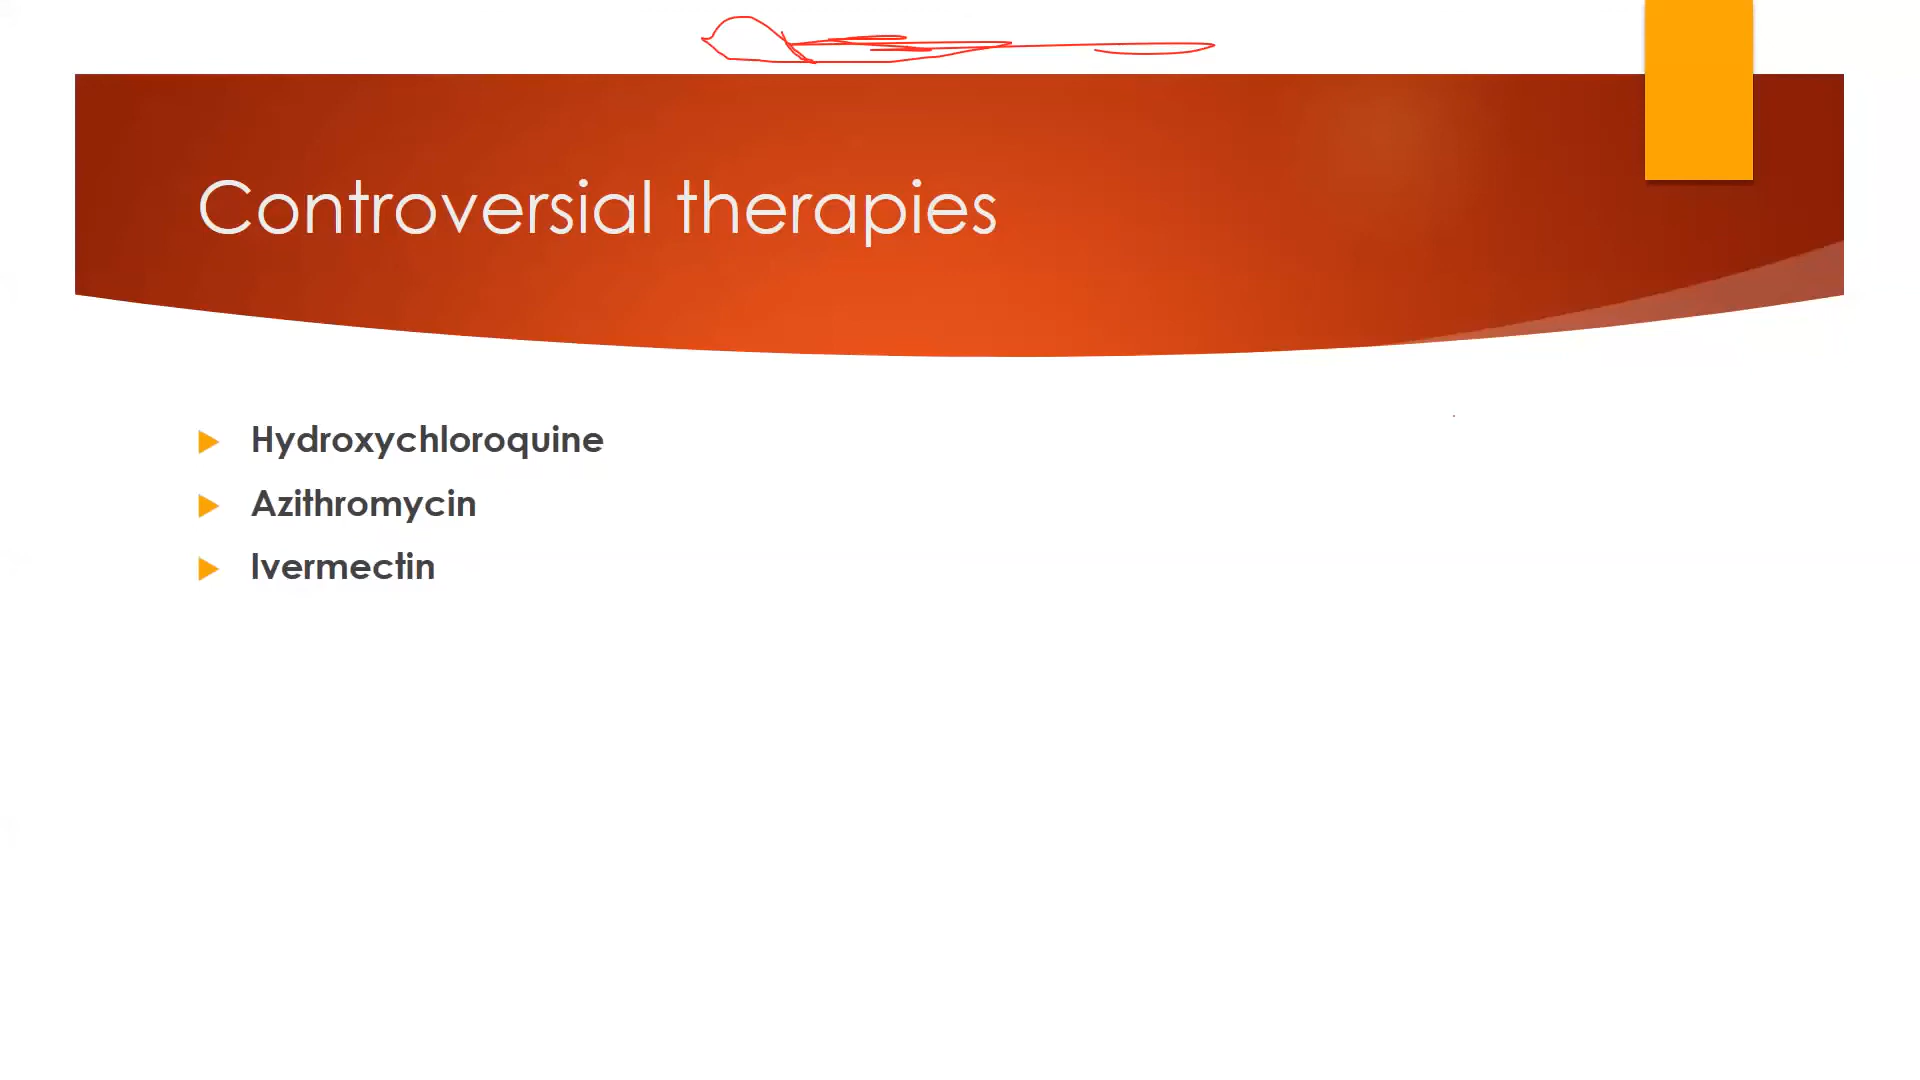 Controversial therapies
Hydroxychloroquine
Azithromycin
Ivermectin